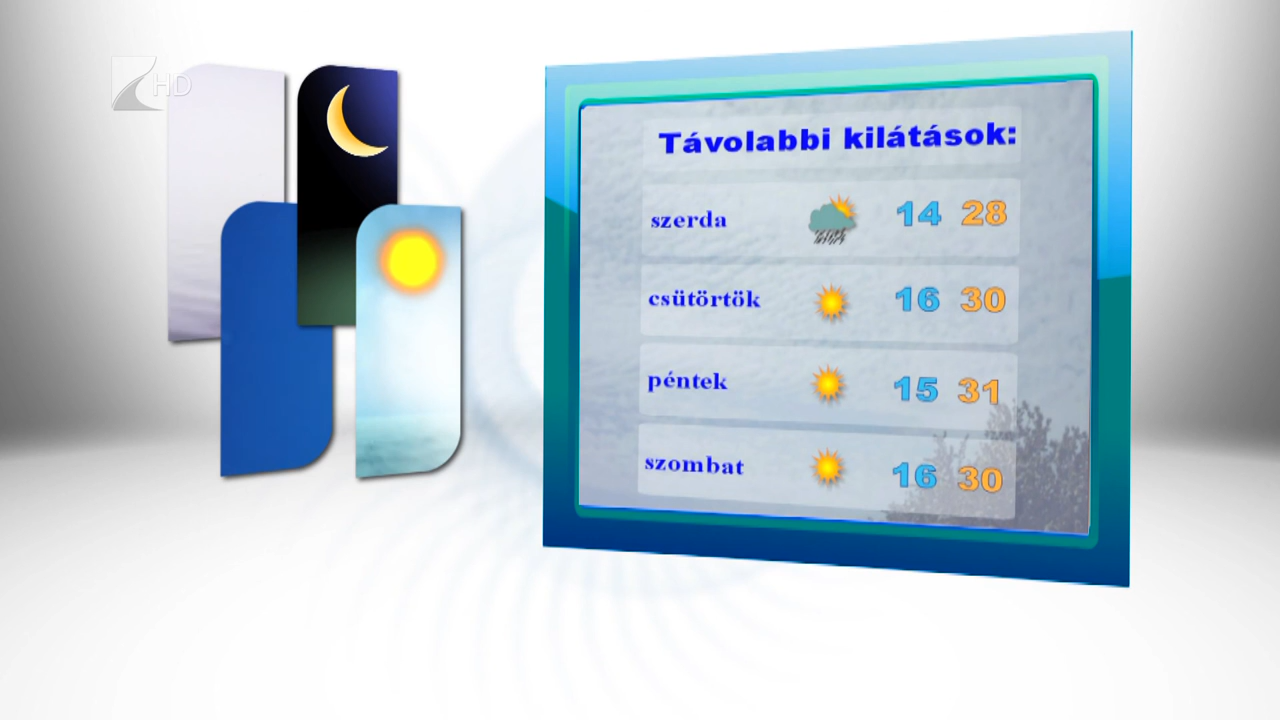 HD
Távolabbi kilátások:
szerda 14 28
csütörtök 16 30
péntek 15 31
szombat 16 30